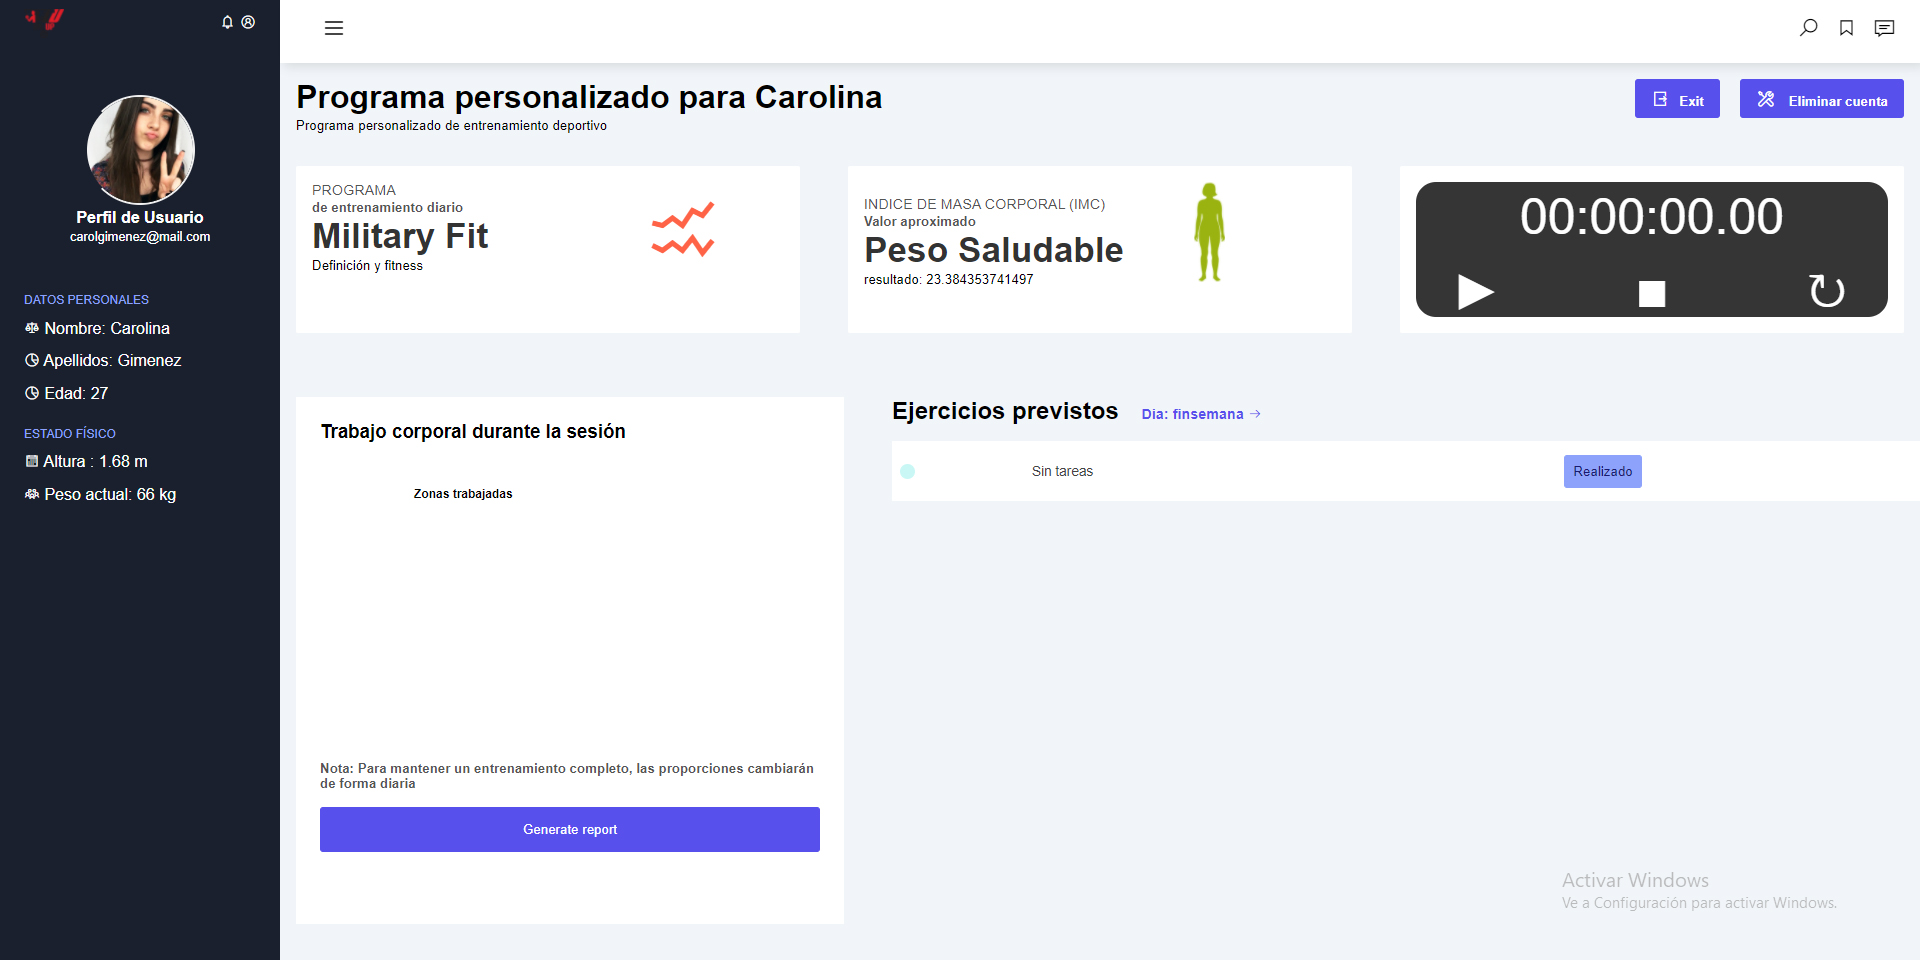 Perfil de Usuario
carolgimenez@mail.com
DATOS PERSONALES
Nombre: Carolina
Apellidos: Gimenez
Edad: 27
ESTADO FÍSICO
Altura : 1.68 m
Peso actual: 66 kg
Programa personalizado para Carolina
Programa personalizado de entrenamiento deportivo
Exit
Eliminar cuenta
PROGRAMA
de entrenamiento diario
Military Fit
Definición y fitness
INDICE DE MASA CORPORAL (IMC)
Valor aproximado
Peso Saludable
resultado: 23.384353741497
00:00:00.00
Trabajo corporal durante la sesión
Zonas trabajadas
Nota: Para mantener un entrenamiento completo, las proporciones cambiarán
de forma diaria
Generate report
Ejercicios previstos
Dia: finsemana →
Sin tareas
Realizado
Activar Windows
Ve a Configuración para activar Windows.